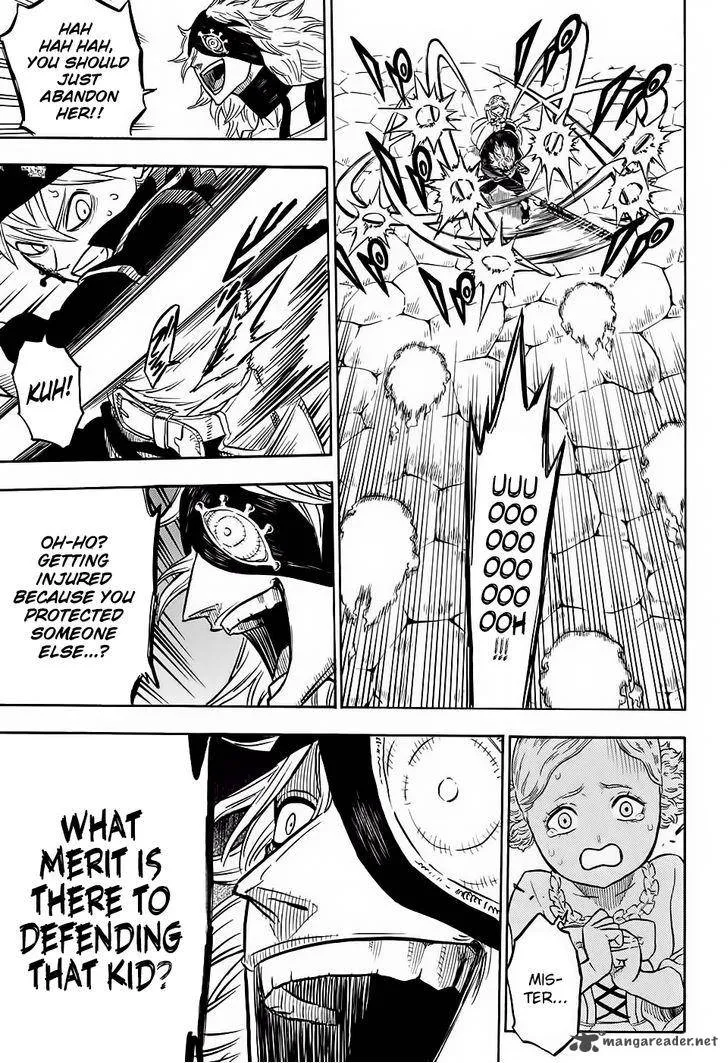 UUU
OOO
OOO
OOO
OOO
OOH
!!!
HAH
HAH HAH,
YOU SHOULD
JUST
ABANDON
HER!!
KUH!
OH-HO?
GETTING
INJURED
BECAUSE YOU
PROTECTED
SOMEONE
ELSE...?
MIS-
TER...
WHAT
MERIT IS
THERE TO
DEFENDING
THAT KID?
mangareader.net